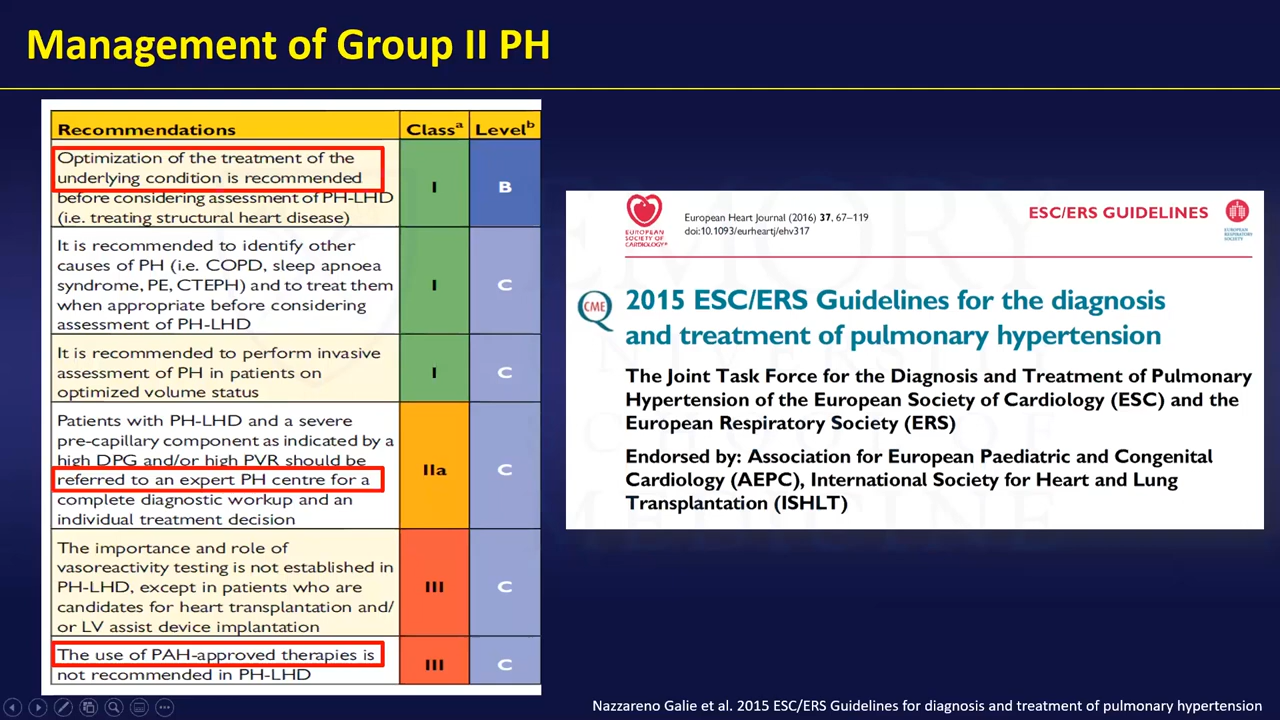 Management of Group II PH
Recommendations Classa Levelb
Optimization of the treatment of the
underlying condition is recommended
before considering assessment of PH-LHD
(i.e. treating structural heart disease)
I B
It is recommended to identify other
causes of PH (i.e. COPD, sleep apnoea
syndrome, PE, CTEPH) and to treat them
when appropriate before considering
assessment of PH-LHD
I C
It is recommended to perform invasive
assessment of PH in patients on
optimized volume status
I C
Patients with PH-LHD and a severe
pre-capillary component as indicated by a
high DPG and/or high PVR should be
referred to an expert PH centre for a
complete diagnostic workup and an
individual treatment decision
IIa C
The importance and role of
vasoreactivity testing is not established in
PH-LHD, except in patients who are
candidates for heart transplantation and/
or LV assist device implantation
III C
The use of PAH-approved therapies is
not recommended in PH-LHD
III C
EUROPEAN
SOCIETY OF
CARDIOLOGY®
European Heart Journal (2016) 37, 67–119
doi:10.1093/eurheartj/ehv317
ESC/ERS GUIDELINES
EUROPEAN
RESPIRATORY
SOCIETY
CME
2015 ESC/ERS Guidelines for the diagnosis
and treatment of pulmonary hypertension
The Joint Task Force for the Diagnosis and Treatment of Pulmonary
Hypertension of the European Society of Cardiology (ESC) and the
European Respiratory Society (ERS)
Endorsed by: Association for European Paediatric and Congenital
Cardiology (AEPC), International Society for Heart and Lung
Transplantation (ISHLT)
EMORY
UNIVERSITY
SCHOOL OF
MEDICINE
Nazzareno Galie et al. 2015 ESC/ERS Guidelines for diagnosis and treatment of pulmonary hypertension